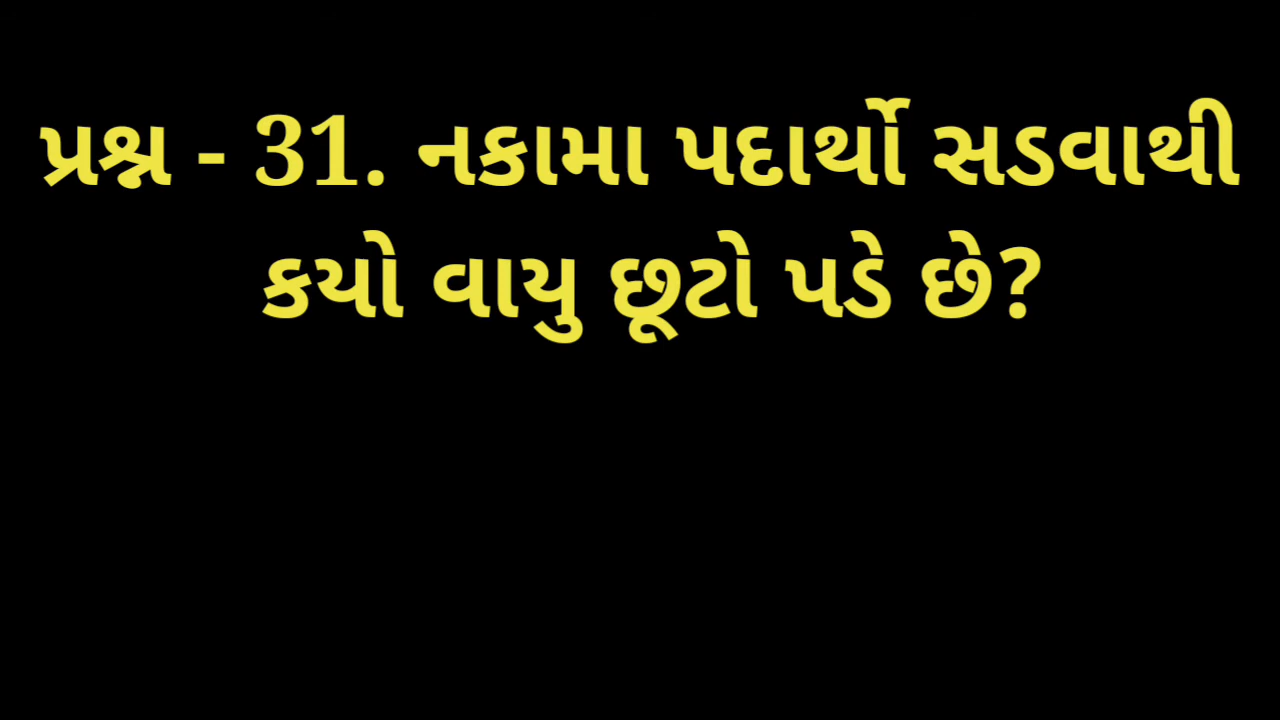 પ્રશ્ન - 31. નકામા પદાર્થો સડવાથી
કયો વાયુ છૂટો પડે છે?